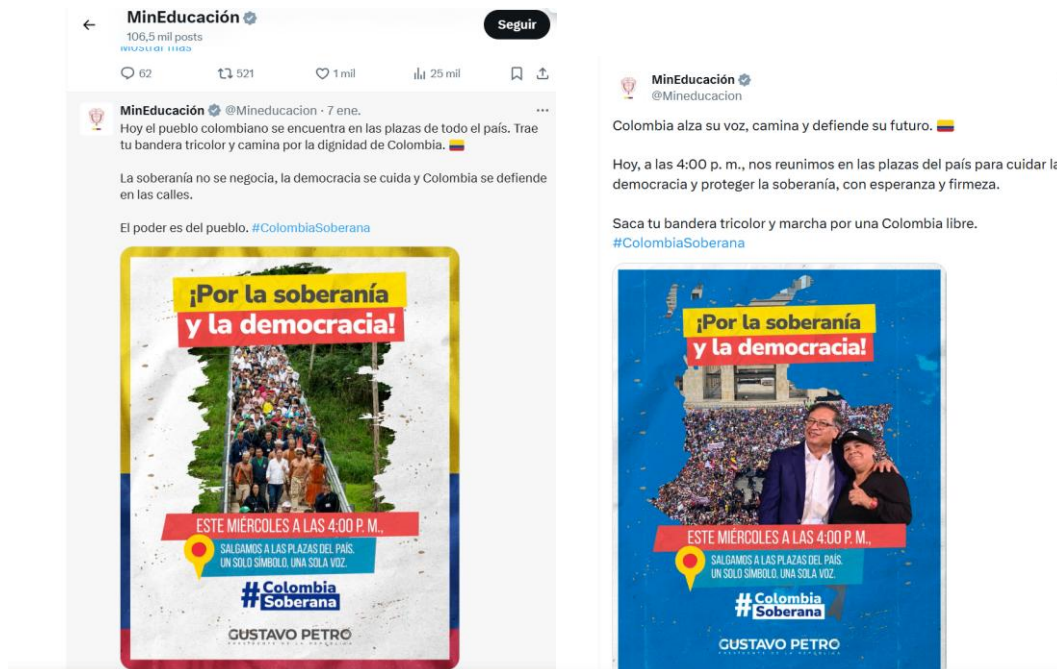 MinEducación
106,5 mil posts
Mostrar más
Seguir
62 521 1 mil 25 mil
MinEducación @Mineducacion · 7 ene.
Hoy el pueblo colombiano se encuentra en las plazas de todo el país. Trae
tu bandera tricolor y camina por la dignidad de Colombia.
La soberanía no se negocia, la democracia se cuida y Colombia se defiende
en las calles.
El poder es del pueblo. #ColombiaSoberana
¡Por la soberanía
y la democracia!
ESTE MIÉRCOLES A LAS 4:00 P. M.,
SALGAMOS A LAS PLAZAS DEL PAÍS.
UN SOLO SÍMBOLO, UNA SOLA VOZ.
#Colombia
Soberana
GUSTAVO PETRO
PRESIDENTE DE LA REPÚBLICA
MinEducación
@Mineducacion
Colombia alza su voz, camina y defiende su futuro.
Hoy, a las 4:00 p. m., nos reunimos en las plazas del país para cuidar la
democracia y proteger la soberanía, con esperanza y firmeza.
Saca tu bandera tricolor y marcha por una Colombia libre.
#ColombiaSoberana
¡Por la soberanía
y la democracia!
ESTE MIÉRCOLES A LAS 4:00 P. M.,
SALGAMOS A LAS PLAZAS DEL PAÍS.
UN SOLO SÍMBOLO, UNA SOLA VOZ.
#Colombia
Soberana
GUSTAVO PETRO
PRESIDENTE DE LA REPÚBLICA